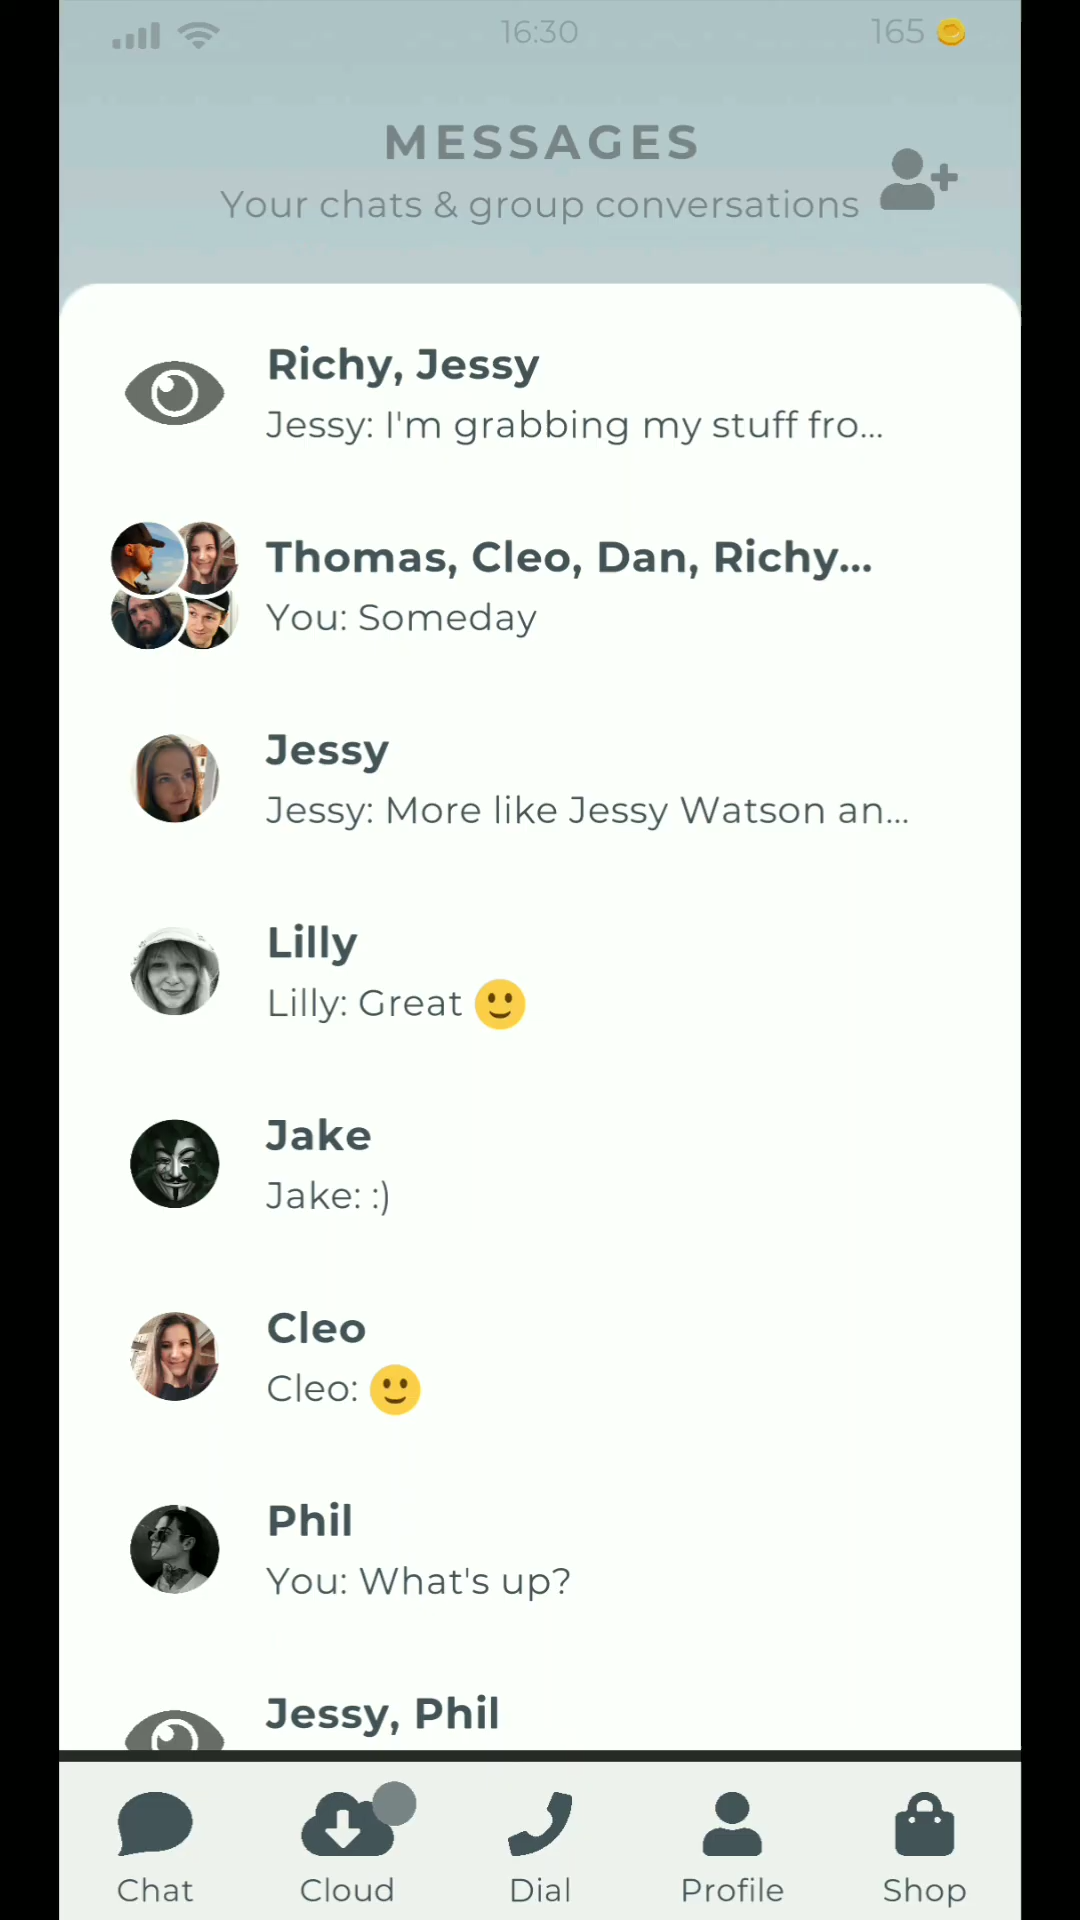 16:30
165
MESSAGES
Your chats & group conversations
Richy, Jessy
Jessy: I'm grabbing my stuff fro...
Thomas, Cleo, Dan, Richy...
You: Someday
Jessy
Jessy: More like Jessy Watson an...
Lilly
Lilly: Great 🙂
Jake
Jake: :)
Cleo
Cleo: 🙂
Phil
You: What's up?
Jessy, Phil
Chat
Cloud
Dial
Profile
Shop